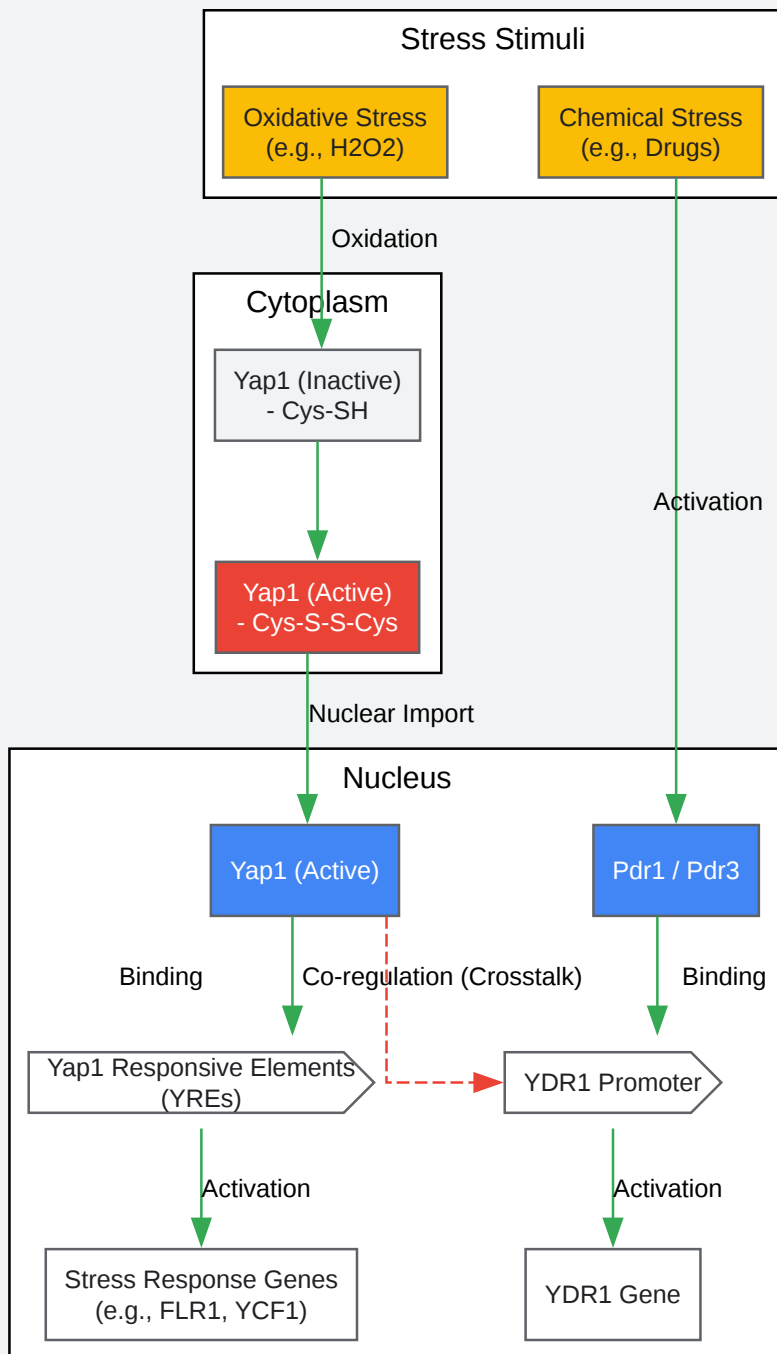 Stress Stimuli
Oxidative Stress
(e.g., H2O2)
Chemical Stress
(e.g., Drugs)
Oxidation
Cytoplasm
Yap1 (Inactive)
- Cys-SH
Activation
Yap1 (Active)
- Cys-S-S-Cys
Nuclear Import
Nucleus
Yap1 (Active)
Pdr1 / Pdr3
Binding
Co-regulation (Crosstalk)
Binding
Yap1 Responsive Elements
(YREs)
YDR1 Promoter
Activation
Activation
Stress Response Genes
(e.g., FLR1, YCF1)
YDR1 Gene